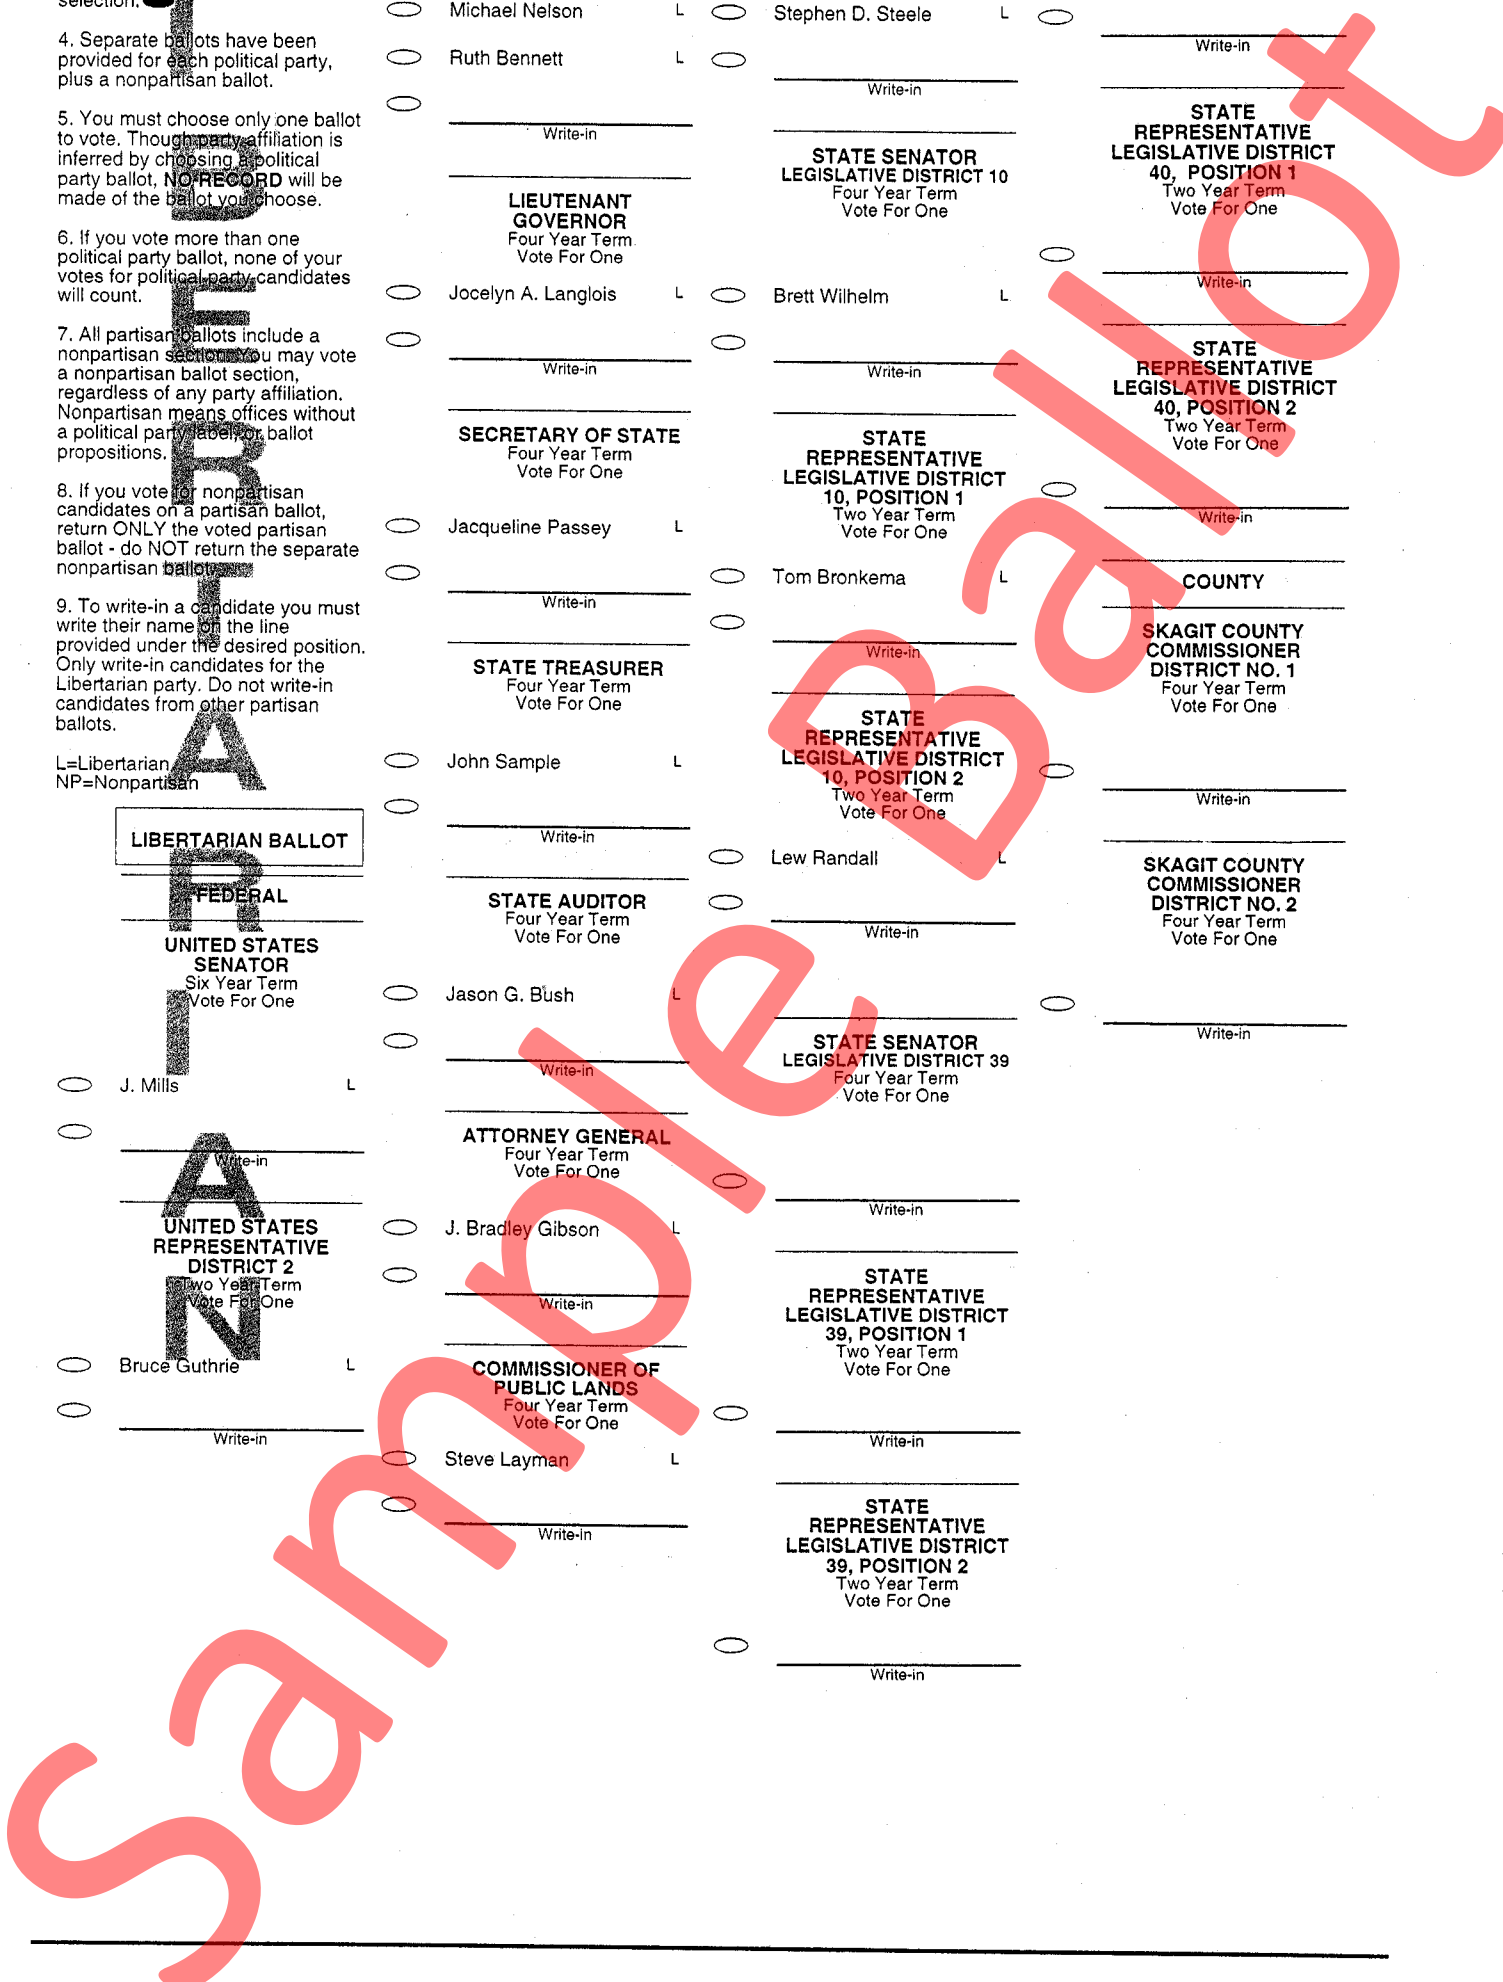 selection.
4. Separate ballots have been
provided for each political party,
plus a nonpartisan ballot.
5. You must choose only one ballot
to vote. Though party affiliation is
inferred by choosing a political
party ballot, NO RECORD will be
made of the ballot you choose.
6. If you vote more than one
political party ballot, none of your
votes for political party candidates
will count.
7. All partisan ballots include a
nonpartisan section. You may vote
a nonpartisan ballot section,
regardless of any party affiliation.
Nonpartisan means offices without
a political party label, or ballot
propositions.
8. If you vote for nonpartisan
candidates on a partisan ballot,
return ONLY the voted partisan
ballot - do NOT return the separate
nonpartisan ballot
9. To write-in a candidate you must
write their name on the line
provided under the desired position.
Only write-in candidates for the
Libertarian party. Do not write-in
candidates from other partisan
ballots.
L=Libertarian
NP=Nonpartisan
LIBERTARIAN BALLOT
FEDERAL
UNITED STATES
SENATOR
Six Year Term
Vote For One
J. Mills L
Write-in
UNITED STATES
REPRESENTATIVE
DISTRICT 2
Two Year Term
Vote For One
Bruce Guthrie L
Write-in
IBERTARIAN
Michael Nelson L
Ruth Bennett L
Write-in
LIEUTENANT
GOVERNOR
Four Year Term
Vote For One
Jocelyn A. Langlois L
Write-in
SECRETARY OF STATE
Four Year Term
Vote For One
Jacqueline Passey L
Write-in
STATE TREASURER
Four Year Term
Vote For One
John Sample L
Write-in
STATE AUDITOR
Four Year Term
Vote For One
Jason G. Bush L
Write-in
ATTORNEY GENERAL
Four Year Term
Vote For One
J. Bradley Gibson L
Write-in
COMMISSIONER OF
PUBLIC LANDS
Four Year Term
Vote For One
Steve Layman L
Write-in
Stephen D. Steele L
Write-in
STATE SENATOR
LEGISLATIVE DISTRICT 10
Four Year Term
Vote For One
Brett Wilhelm L
Write-in
STATE
REPRESENTATIVE
LEGISLATIVE DISTRICT
10, POSITION 1
Two Year Term
Vote For One
Tom Bronkema L
Write-in
STATE
REPRESENTATIVE
LEGISLATIVE DISTRICT
10, POSITION 2
Two Year Term
Vote For One
Lew Randall L
Write-in
STATE SENATOR
LEGISLATIVE DISTRICT 39
Four Year Term
Vote For One
Write-in
STATE
REPRESENTATIVE
LEGISLATIVE DISTRICT
39, POSITION 1
Two Year Term
Vote For One
Write-in
STATE
REPRESENTATIVE
LEGISLATIVE DISTRICT
39, POSITION 2
Two Year Term
Vote For One
Write-in
Write-in
STATE
REPRESENTATIVE
LEGISLATIVE DISTRICT
40, POSITION 1
Two Year Term
Vote For One
Write-in
STATE
REPRESENTATIVE
LEGISLATIVE DISTRICT
40, POSITION 2
Two Year Term
Vote For One
Write-in
COUNTY
SKAGIT COUNTY
COMMISSIONER
DISTRICT NO. 1
Four Year Term
Vote For One
Write-in
SKAGIT COUNTY
COMMISSIONER
DISTRICT NO. 2
Four Year Term
Vote For One
Write-in
Sample Ballot